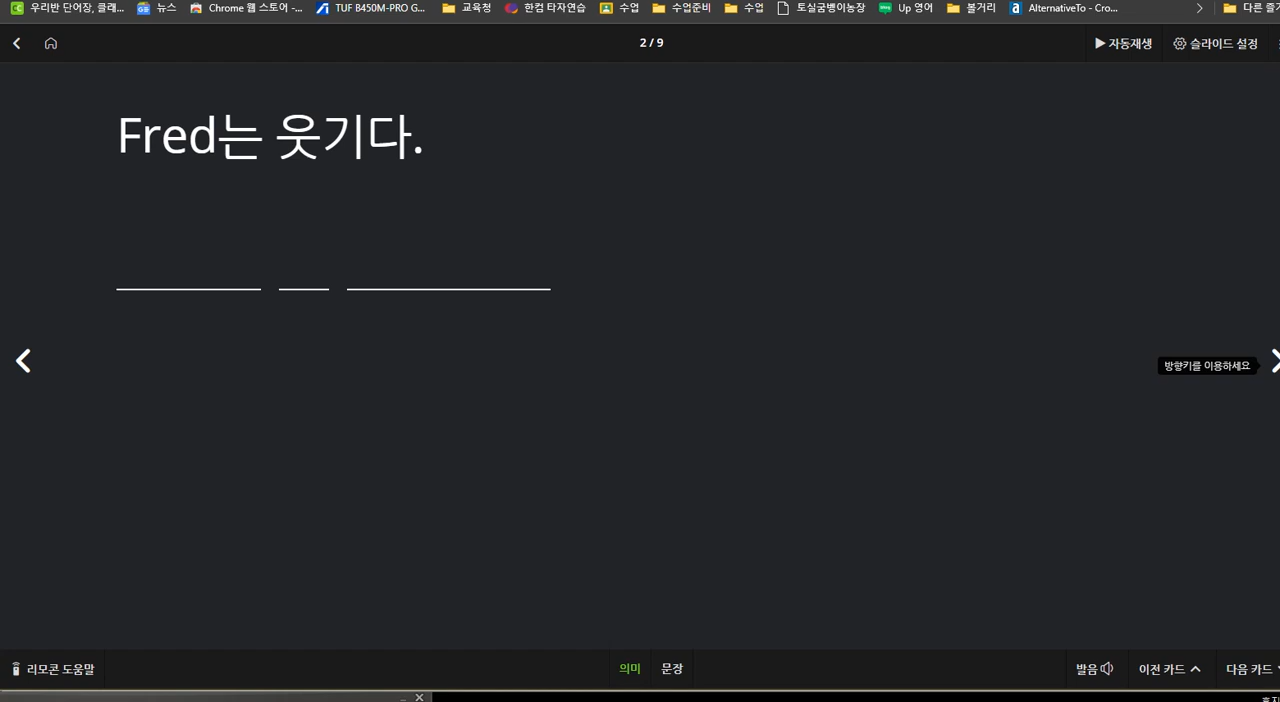 우리반 단어장, 클래... 뉴스 Chrome 웹 스토어 -... TUF B450M-PRO G... 교육청 한컴 타자연습 수업 수업준비 수업 토실굼벵이농장 Up 영어 볼거리 AlternativeTo - Cro... 다른 즐겨
2 / 9 자동재생 슬라이드 설정
Fred는 웃기다.
방향키를 이용하세요
리모콘 도움말 의미 문장 발음 이전 카드 다음 카드